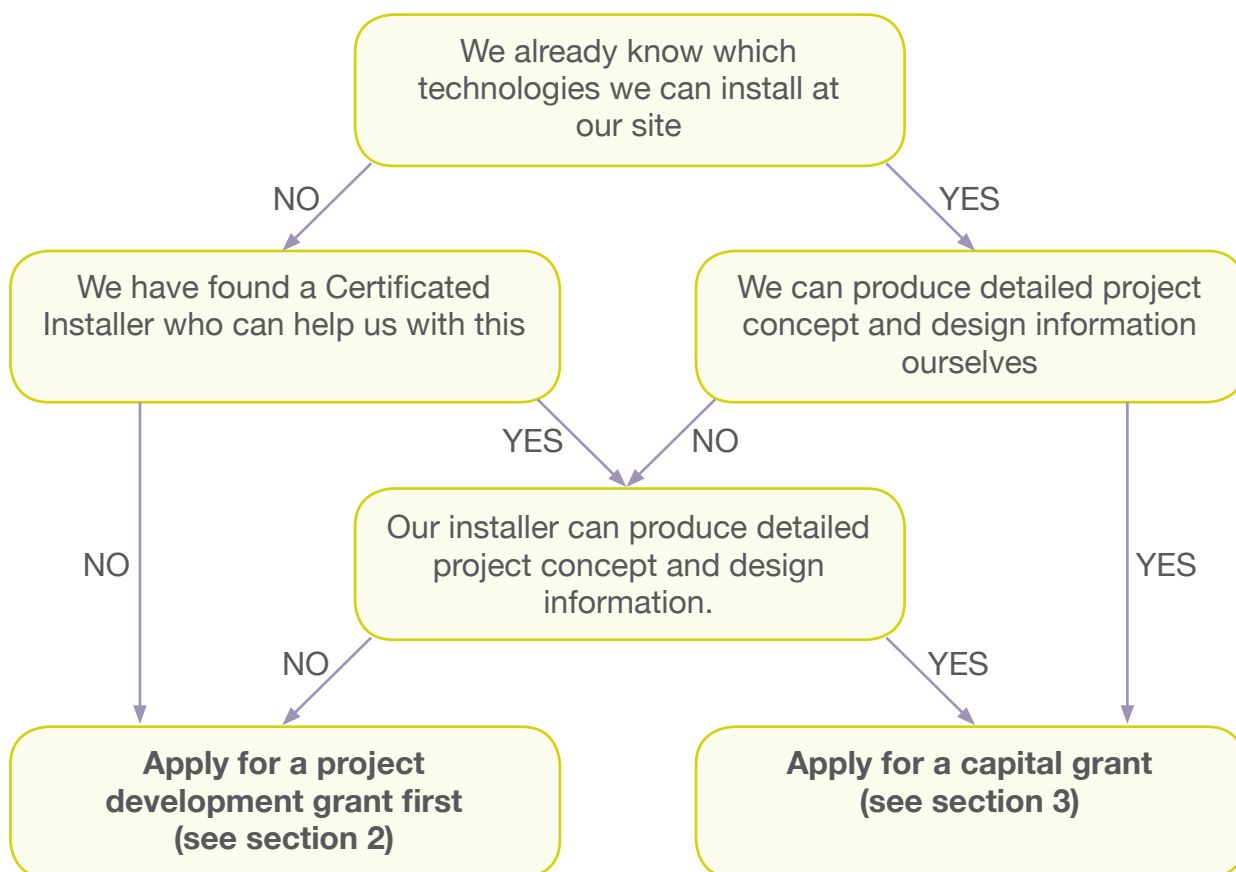 We already know which
technologies we can install at
our site
NO
YES
We have found a Certificated
Installer who can help us with this
We can produce detailed project
concept and design information
ourselves
YES
NO
Our installer can produce detailed
project concept and design
information.
NO
YES
NO
YES
Apply for a project
development grant first
(see section 2)
Apply for a capital grant
(see section 3)